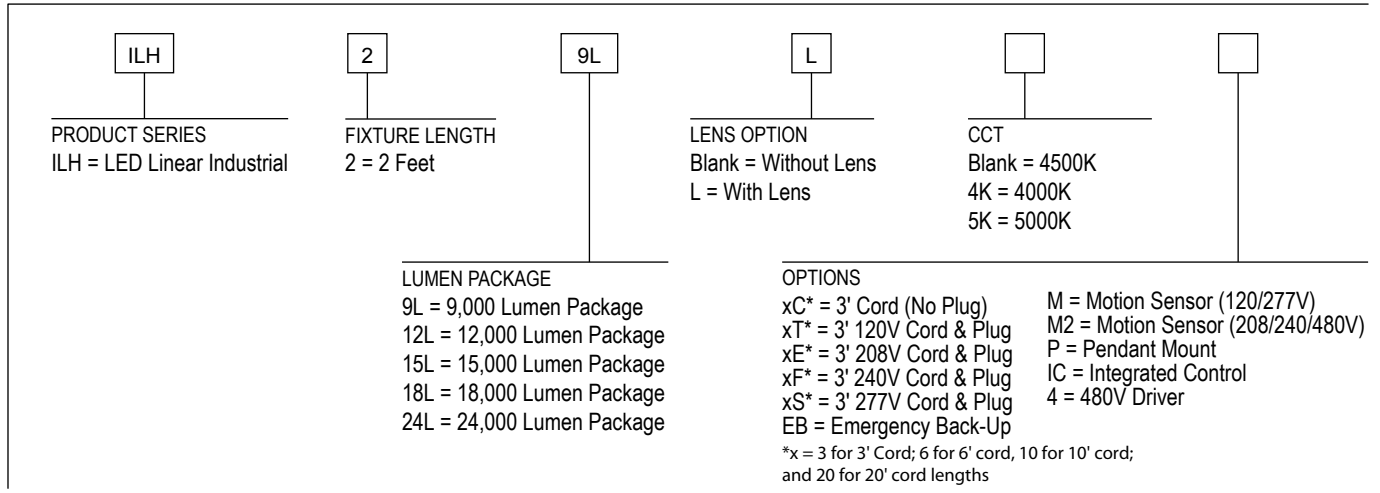 ILH 2 9L L
PRODUCT SERIES
ILH = LED Linear Industrial
FIXTURE LENGTH
2 = 2 Feet
LENS OPTION
Blank = Without Lens
L = With Lens
CCT
Blank = 4500K
4K = 4000K
5K = 5000K
LUMEN PACKAGE
9L = 9,000 Lumen Package
12L = 12,000 Lumen Package
15L = 15,000 Lumen Package
18L = 18,000 Lumen Package
24L = 24,000 Lumen Package
OPTIONS
xC* = 3' Cord (No Plug)
xT* = 3' 120V Cord & Plug
xE* = 3' 208V Cord & Plug
xF* = 3' 240V Cord & Plug
xS* = 3' 277V Cord & Plug
EB = Emergency Back-Up
*x = 3 for 3' Cord; 6 for 6' cord, 10 for 10' cord;
and 20 for 20' cord lengths
M = Motion Sensor (120/277V)
M2 = Motion Sensor (208/240/480V)
P = Pendant Mount
IC = Integrated Control
4 = 480V Driver